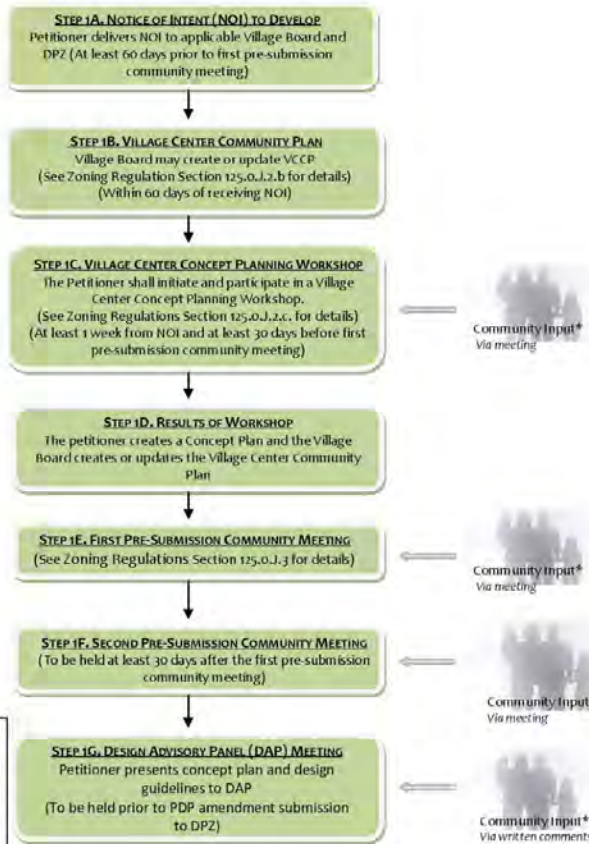 STEP 1A. NOTICE OF INTENT (NOI) TO DEVELOP
Petitioner delivers NOI to applicable Village Board and
DPZ (At least 60 days prior to first pre-submission
community meeting)
STEP 1B. VILLAGE CENTER COMMUNITY PLAN
Village Board may create or update VCCP
(See Zoning Regulation Section 125.0.J.2.b for details)
(Within 60 days of receiving NOI)
STEP 1C. VILLAGE CENTER CONCEPT PLANNING WORKSHOP
The Petitioner shall initiate and participate in a Village
Center Concept Planning Workshop.
(See Zoning Regulations Section 125.0.J.2.c. for details)
(At least 1 week from NOI and at least 30 days before first
pre-submission community meeting)
Community Input*
Via meeting
STEP 1D. RESULTS OF WORKSHOP
The petitioner creates a Concept Plan and the Village
Board creates or updates the Village Center Community
Plan
STEP 1E. FIRST PRE-SUBMISSION COMMUNITY MEETING
(See Zoning Regulations Section 125.0.J.3 for details)
Community Input*
Via meeting
STEP 1F. SECOND PRE-SUBMISSION COMMUNITY MEETING
(To be held at least 30 days after the first pre-submission
community meeting)
Community Input
Via meeting
STEP 1G. DESIGN ADVISORY PANEL (DAP) MEETING
Petitioner presents concept plan and design
guidelines to DAP
(To be held prior to PDP amendment submission
to DPZ)
Community Input*
Via written comments